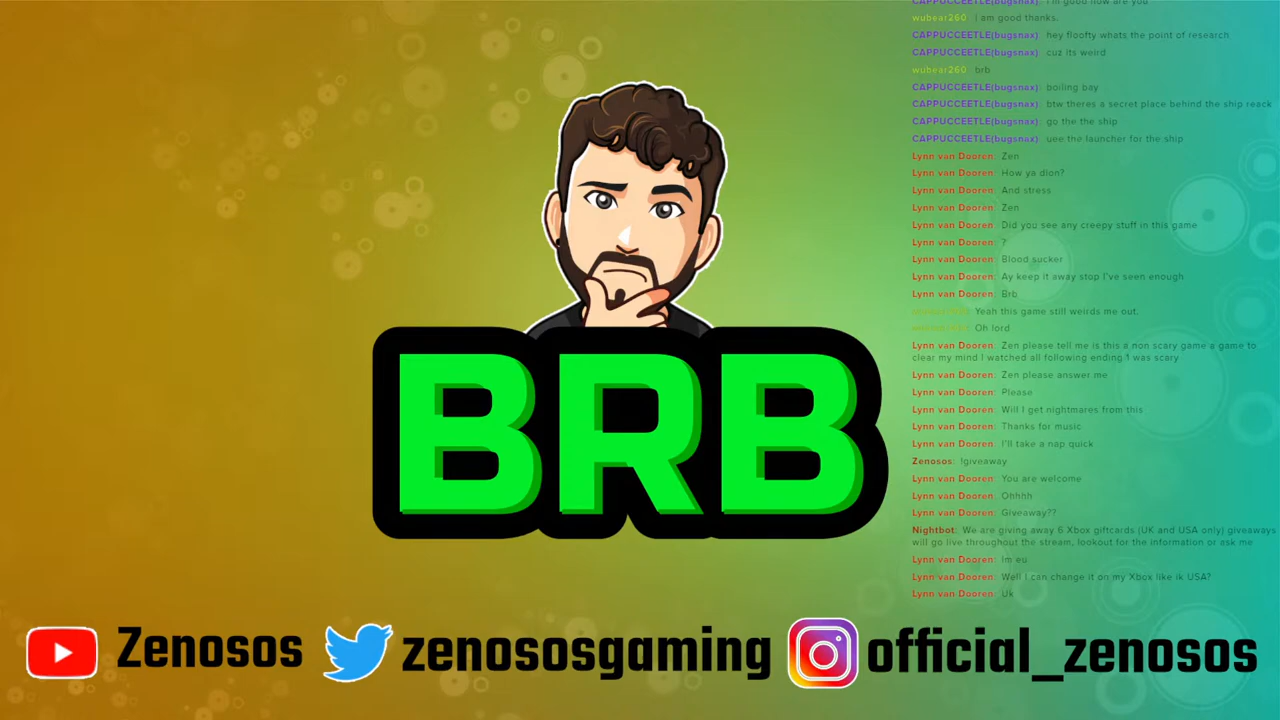 CAPPUCCEETLE(bugsnax): i'm good how are you
wubear260: I am good thanks.
CAPPUCCEETLE(bugsnax): hey floofty whats the point of research
CAPPUCCEETLE(bugsnax): cuz its weird
wubear260: brb
CAPPUCCEETLE(bugsnax): boiling bay
CAPPUCCEETLE(bugsnax): btw theres a secret place behind the ship reack
CAPPUCCEETLE(bugsnax): go the the ship
CAPPUCCEETLE(bugsnax): uee the launcher for the ship
Lynn van Dooren: Zen
Lynn van Dooren: How ya dion?
Lynn van Dooren: And stress
Lynn van Dooren: Zen
Lynn van Dooren: Did you see any creepy stuff in this game
Lynn van Dooren: ?
Lynn van Dooren: Blood sucker
Lynn van Dooren: Ay keep it away stop I've seen enough
Lynn van Dooren: Brb
Yeah this game still weirds me out.
Oh lord
Lynn van Dooren: Zen please tell me is this a non scary game a game to
clear my mind I watched all following ending 1 was scary
Lynn van Dooren: Zen please answer me
Lynn van Dooren: Please
Lynn van Dooren: Will I get nightmares from this
Lynn van Dooren: Thanks for music
Lynn van Dooren: I'll take a nap quick
Zenosos: !giveaway
Lynn van Dooren: You are welcome
Lynn van Dooren: Ohhhh
Lynn van Dooren: Giveaway??
Nightbot: We are giving away 6 Xbox giftcards (UK and USA only) giveaways
will go live throughout the stream, lookout for the information or ask me
Lynn van Dooren: Im eu
Lynn van Dooren: Well I can change it on my Xbox like ik USA?
Lynn van Dooren: Uk
BRB
Zenosos
zenososgaming
official_zenosos